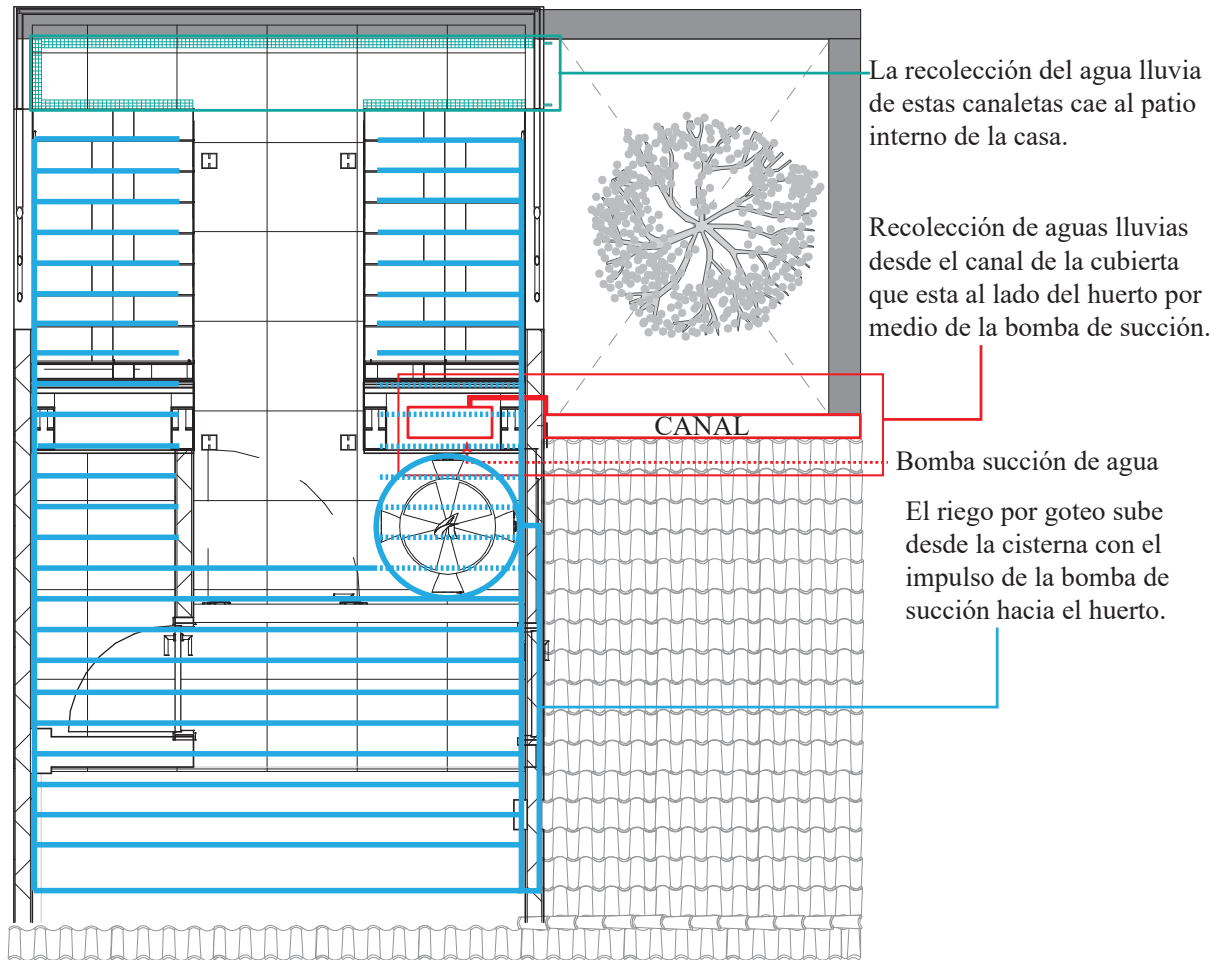 La recolección del agua lluvia
de estas canaletas cae al patio
interno de la casa.
Recolección de aguas lluvias
desde el canal de la cubierta
que esta al lado del huerto por
medio de la bomba de succión.
CANAL
Bomba succión de agua
El riego por goteo sube
desde la cisterna con el
impulso de la bomba de
succión hacia el huerto.